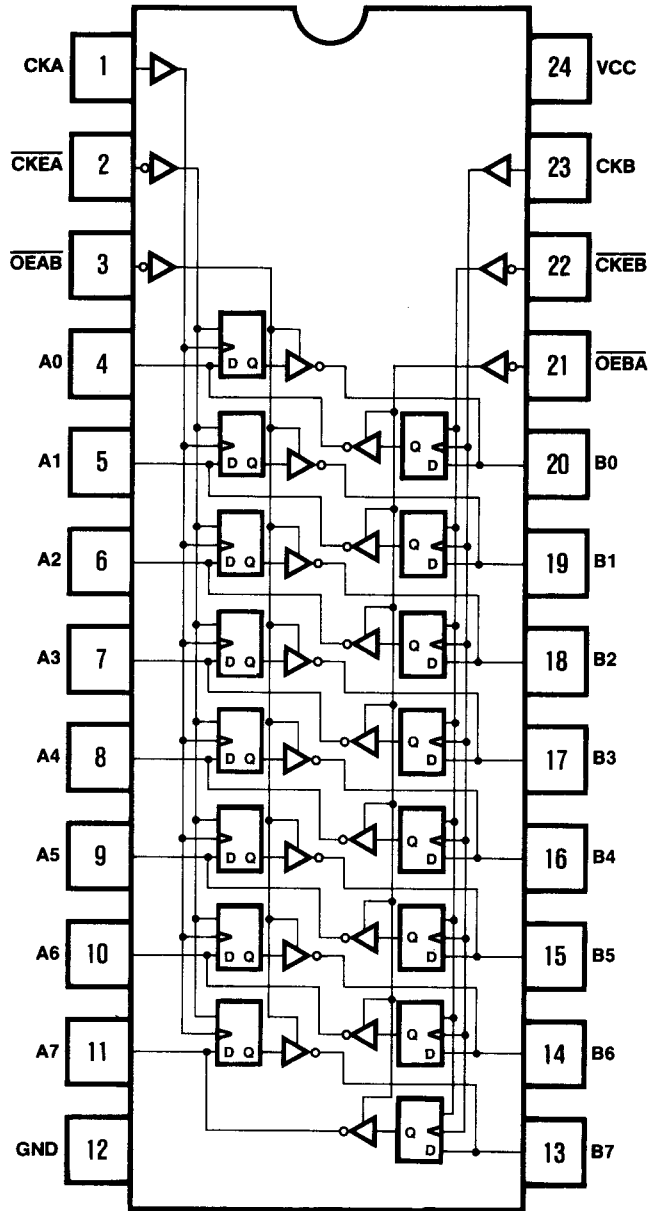 CKA 1 24 VCC
CKEA 2 23 CKB
OEAB 3 22 CKEB
A0 4 D Q 21 OEBA
A1 5 D Q Q D 20 B0
A2 6 D Q Q D 19 B1
A3 7 D Q Q D 18 B2
A4 8 D Q Q D 17 B3
A5 9 D Q Q D 16 B4
A6 10 D Q Q D 15 B5
A7 11 D Q Q D 14 B6
GND 12 Q D 13 B7